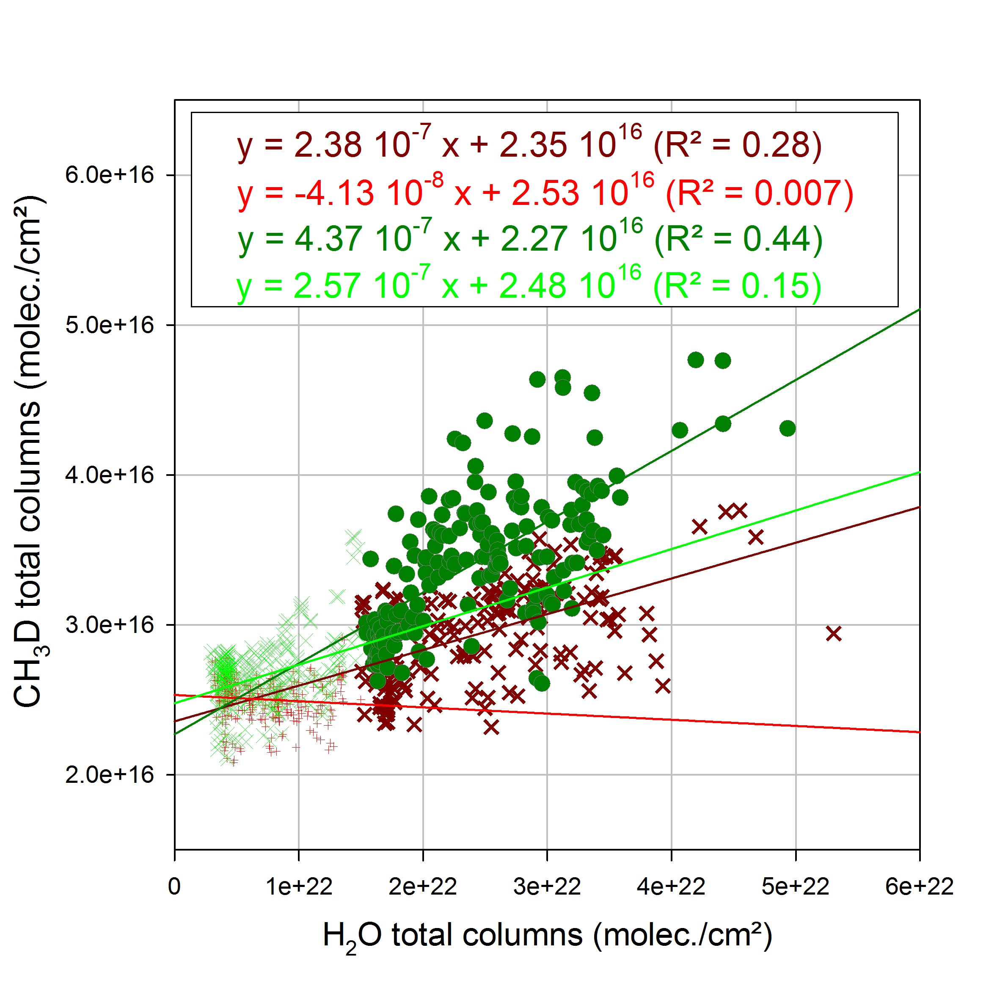 y = 2.38 10⁻⁷ x + 2.35 10¹⁶ (R² = 0.28)
y = -4.13 10⁻⁸ x + 2.53 10¹⁶ (R² = 0.007)
y = 4.37 10⁻⁷ x + 2.27 10¹⁶ (R² = 0.44)
y = 2.57 10⁻⁷ x + 2.48 10¹⁶ (R² = 0.15)
6.0e+16
5.0e+16
4.0e+16
3.0e+16
2.0e+16
CH₃D total columns (molec./cm²)
0 1e+22 2e+22 3e+22 4e+22 5e+22 6e+22
H₂O total columns (molec./cm²)